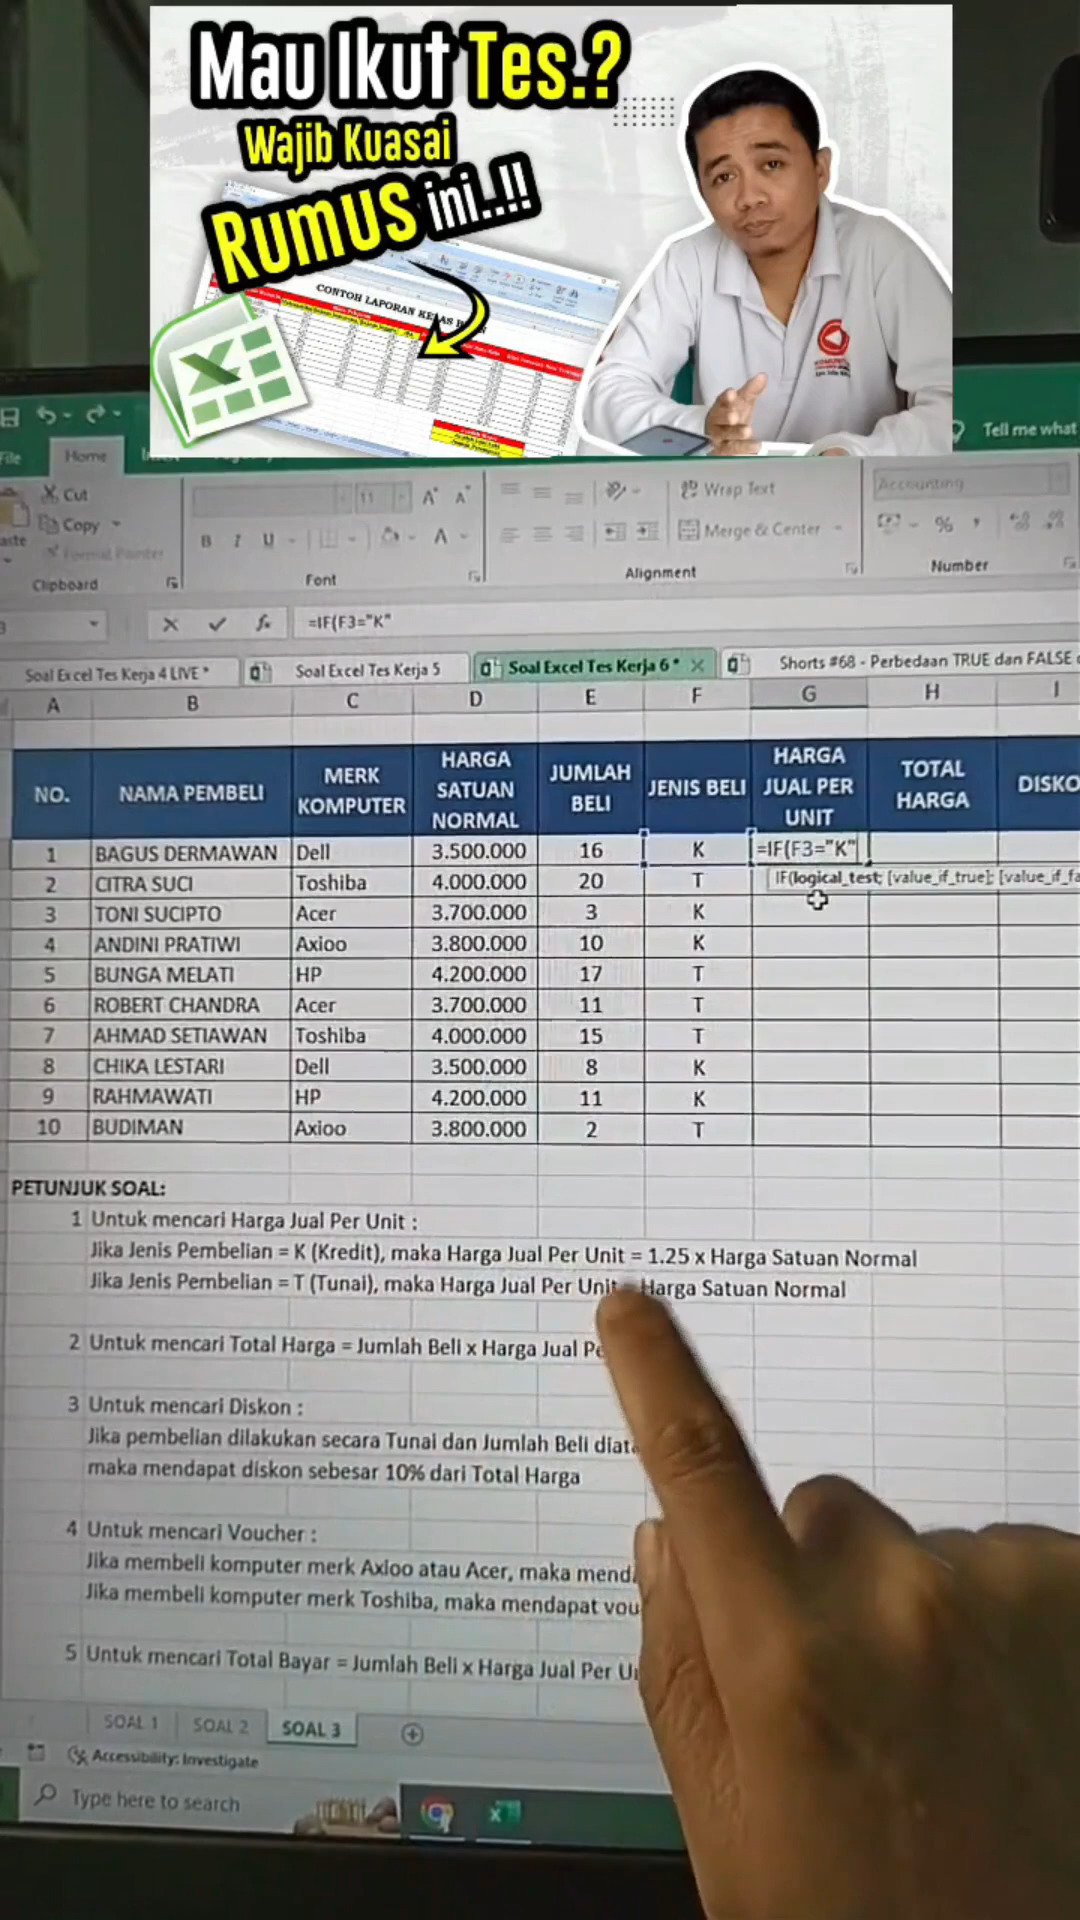 Mau Ikut Tes.?
Wajib Kuasai
Rumus ini..!!
CONTOH LAPORAN KELAS
Tell me what
File Home
Cut
Copy
Format Painter
Clipboard
11
B I U
Font
Wrap Text
Merge & Center
Alignment
Accounting
%
Number
=IF(F3="K"
Soal Excel Tes Kerja 4 LIVE * Soal Excel Tes Kerja 5 Soal Excel Tes Kerja 6 * Shorts #68 - Perbedaan TRUE dan FALSE
A B C D E F G H I
NO. NAMA PEMBELI MERK KOMPUTER HARGA SATUAN NORMAL JUMLAH BELI JENIS BELI HARGA JUAL PER UNIT TOTAL HARGA DISKO
1 BAGUS DERMAWAN Dell 3.500.000 16 K =IF(F3="K"
2 CITRA SUCI Toshiba 4.000.000 20 T IF(logical_test; [value_if_true]; [value_if_fa
3 TONI SUCIPTO Acer 3.700.000 3 K
4 ANDINI PRATIWI Axioo 3.800.000 10 K
5 BUNGA MELATI HP 4.200.000 17 T
6 ROBERT CHANDRA Acer 3.700.000 11 T
7 AHMAD SETIAWAN Toshiba 4.000.000 15 T
8 CHIKA LESTARI Dell 3.500.000 8 K
9 RAHMAWATI HP 4.200.000 11 K
10 BUDIMAN Axioo 3.800.000 2 T
PETUNJUK SOAL:
1 Untuk mencari Harga Jual Per Unit :
Jika Jenis Pembelian = K (Kredit), maka Harga Jual Per Unit = 1.25 x Harga Satuan Normal
Jika Jenis Pembelian = T (Tunai), maka Harga Jual Per Unit = Harga Satuan Normal
2 Untuk mencari Total Harga = Jumlah Beli x Harga Jual Pe
3 Untuk mencari Diskon :
Jika pembelian dilakukan secara Tunai dan Jumlah Beli diata
maka mendapat diskon sebesar 10% dari Total Harga
4 Untuk mencari Voucher :
Jika membeli komputer merk Axioo atau Acer, maka menda
Jika membeli komputer merk Toshiba, maka mendapat vou
5 Untuk mencari Total Bayar = Jumlah Beli x Harga Jual Per U
SOAL 1 SOAL 2 SOAL 3
Accessibility: Investigate
Type here to search